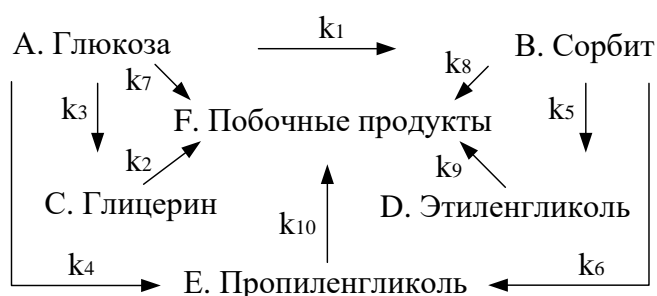 k1
A. Глюкоза B. Сорбит
k7 k8
k3 k5
F. Побочные продукты
k2 k9
C. Глицерин D. Этиленгликоль
k10
k4 k6
E. Пропиленгликоль